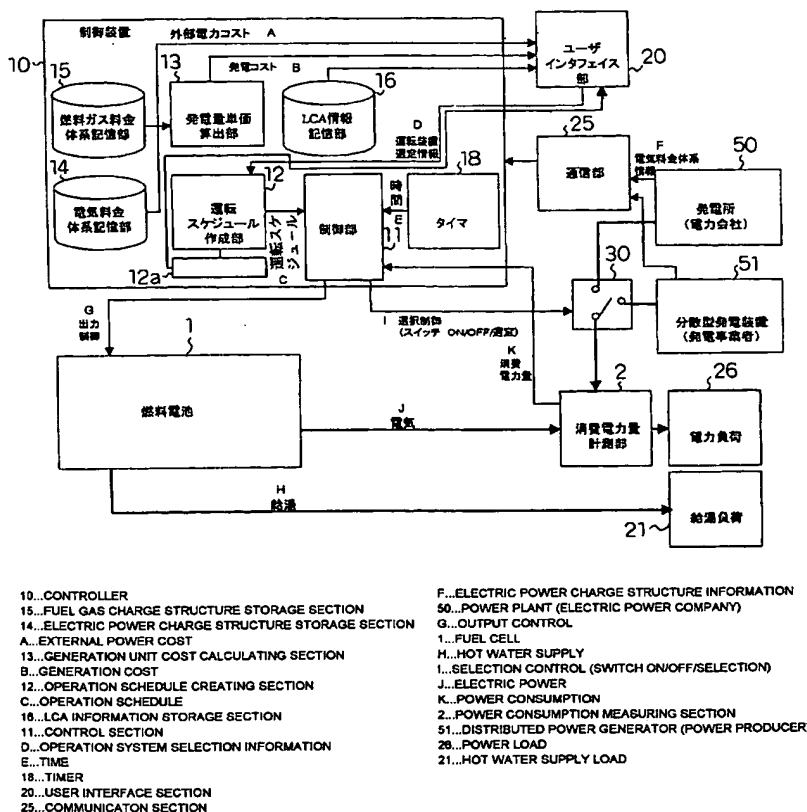 制御装置
外部電力コスト A
10
15
燃料ガス料金
体系記憶部
13
発電量単価
算出部
発電コスト B
16
LCA情報
記憶部
ユーザ
インタフェイス
部
20
D
運転装置
選定情報
14
電気料金
体系記憶部
12
運転
スケジュール
作成部
12a
運転スケ
ジュール
C
制御部
11
時間
E
18
タイマ
25
通信部
F
電気料金体系
情報
50
発電所
(電力会社)
30
51
分散型発電装置
(発電事業者)
G
出力
制御
I 選択制御
(スイッチ ON/OFF/選定)
K
消費
電力量
1
燃料電池
J
電気
2
消費電力量
計測部
26
電力負荷
H
給湯
21
給湯負荷
10...CONTROLLER
15...FUEL GAS CHARGE STRUCTURE STORAGE SECTION
14...ELECTRIC POWER CHARGE STRUCTURE STORAGE SECTION
A...EXTERNAL POWER COST
13...GENERATION UNIT COST CALCULATING SECTION
B...GENERATION COST
12...OPERATION SCHEDULE CREATING SECTION
C...OPERATION SCHEDULE
16...LCA INFORMATION STORAGE SECTION
11...CONTROL SECTION
D...OPERATION SYSTEM SELECTION INFORMATION
E...TIME
18...TIMER
20...USER INTERFACE SECTION
25...COMMUNICATON SECTION
F...ELECTRIC POWER CHARGE STRUCTURE INFORMATION
50...POWER PLANT (ELECTRIC POWER COMPANY)
G...OUTPUT CONTROL
1...FUEL CELL
H...HOT WATER SUPPLY
I...SELECTION CONTROL (SWITCH ON/OFF/SELECTION)
J...ELECTRIC POWER
K...POWER CONSUMPTION
2...POWER CONSUMPTION MEASURING SECTION
51...DISTRIBUTED POWER GENERATOR (POWER PRODUCER
26...POWER LOAD
21...HOT WATER SUPPLY LOAD